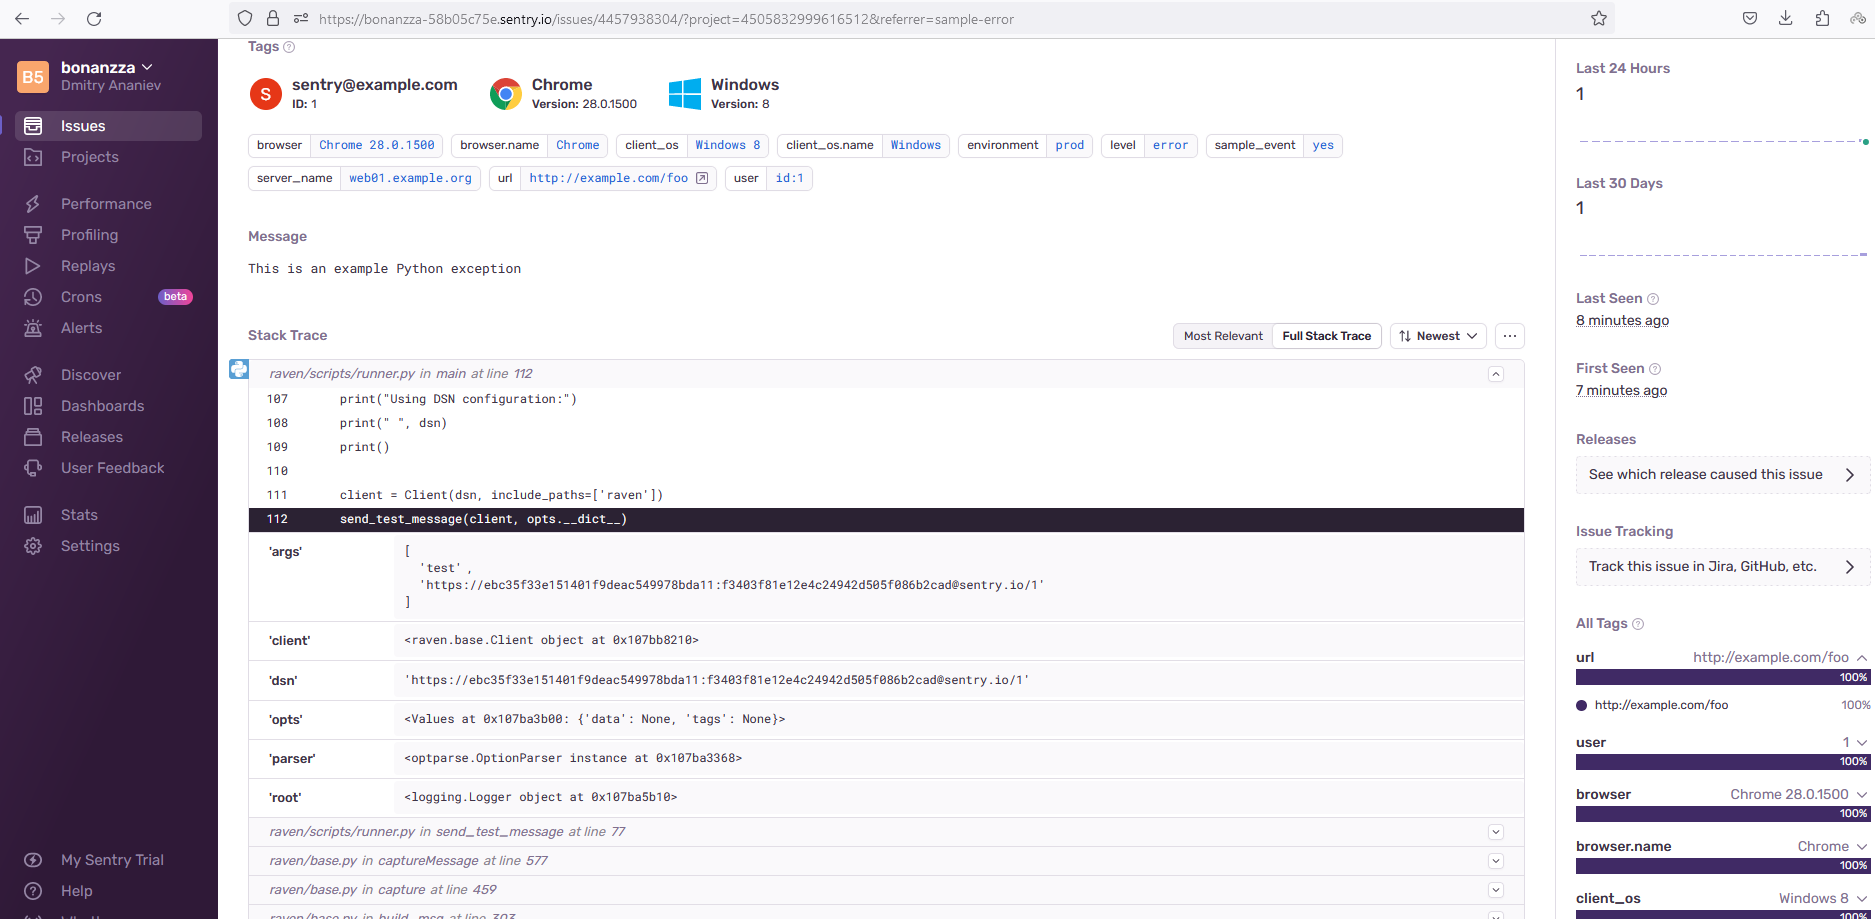 https://bonanzza-58b05c75e.sentry.io/issues/4457938304/?project=4505832999616512&referrer=sample-error
B5
bonanzza
Dmitry Ananiev
Issues
Projects
Performance
Profiling
Replays
Crons beta
Alerts
Discover
Dashboards
Releases
User Feedback
Stats
Settings
My Sentry Trial
Help
Tags
S
sentry@example.com
ID: 1
Chrome
Version: 28.0.1500
Windows
Version: 8
browser Chrome 28.0.1500 browser.name Chrome client_os Windows 8 client_os.name Windows environment prod level error sample_event yes
server_name web01.example.org url http://example.com/foo user id:1
Message
This is an example Python exception
Stack Trace
Most Relevant Full Stack Trace Newest
raven/scripts/runner.py in main at line 112
107 print("Using DSN configuration:")
108 print(" ", dsn)
109 print()
110
111 client = Client(dsn, include_paths=['raven'])
112 send_test_message(client, opts.__dict__)
'args' [
'test' ,
'https://ebc35f33e151401f9deac549978bda11:f3403f81e12e4c24942d505f086b2cad@sentry.io/1'
]
'client' <raven.base.Client object at 0x107bb8210>
'dsn' 'https://ebc35f33e151401f9deac549978bda11:f3403f81e12e4c24942d505f086b2cad@sentry.io/1'
'opts' <Values at 0x107ba3b00: {'data': None, 'tags': None}>
'parser' <optparse.OptionParser instance at 0x107ba3368>
'root' <logging.Logger object at 0x107ba5b10>
raven/scripts/runner.py in send_test_message at line 77
raven/base.py in captureMessage at line 577
raven/base.py in capture at line 459
raven/base.py in build_msg at line 303
Last 24 Hours
1
Last 30 Days
1
Last Seen
8 minutes ago
First Seen
7 minutes ago
Releases
See which release caused this issue
Issue Tracking
Track this issue in Jira, GitHub, etc.
All Tags
url http://example.com/foo
100%
http://example.com/foo 100%
user 1
100%
browser Chrome 28.0.1500
100%
browser.name Chrome
100%
client_os Windows 8
100%